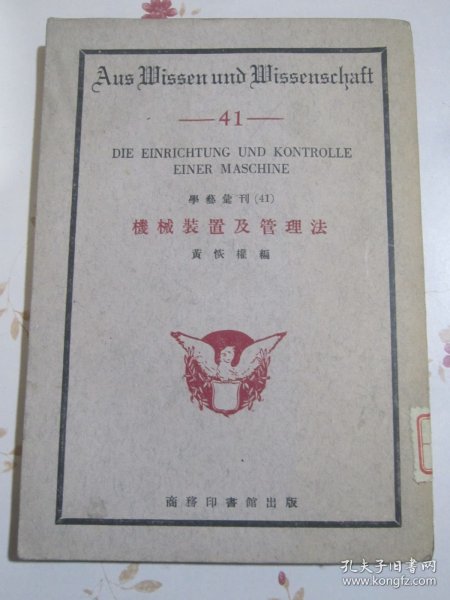 Aus Wissen und Wissenschaft
—41—
DIE EINRICHTUNG UND KONTROLLE
EINER MASCHINE
學藝彙刊(41)
機械裝置及管理法
黃恢權編
商務印書館出版
孔夫子旧书网
www.kongfz.com